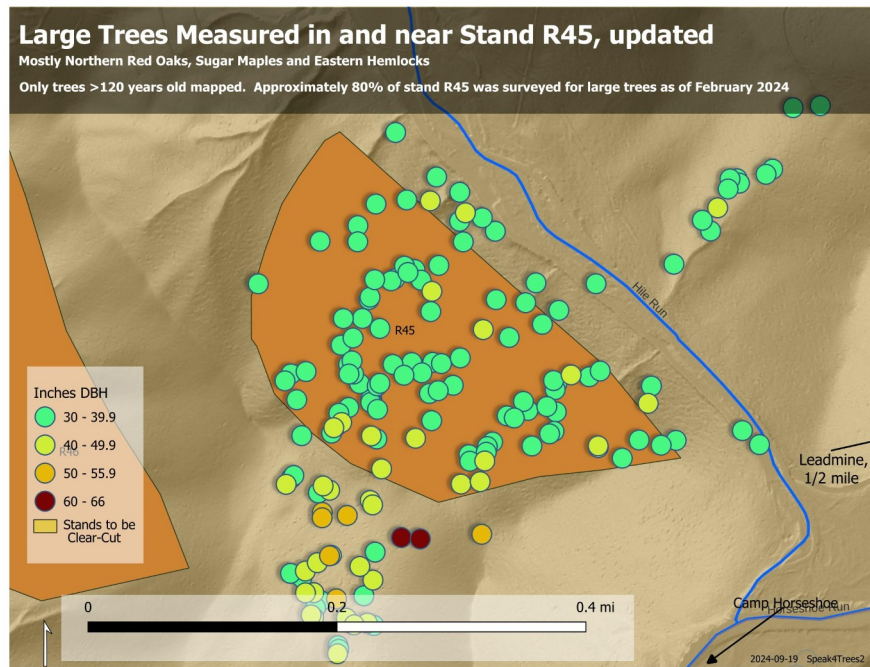 Large Trees Measured in and near Stand R45, updated
Mostly Northern Red Oaks, Sugar Maples and Eastern Hemlocks
Only trees >120 years old mapped. Approximately 80% of stand R45 was surveyed for large trees as of February 2024
Hile Run
R45
Inches DBH
30 - 39.9
40 - 49.9
R46
50 - 55.9
60 - 66
Stands to be
Clear-Cut
Leadmine,
1/2 mile
0 0.2 0.4 mi
Camp Horseshoe
Horseshoe Run
2024-09-19 Speak4Trees2